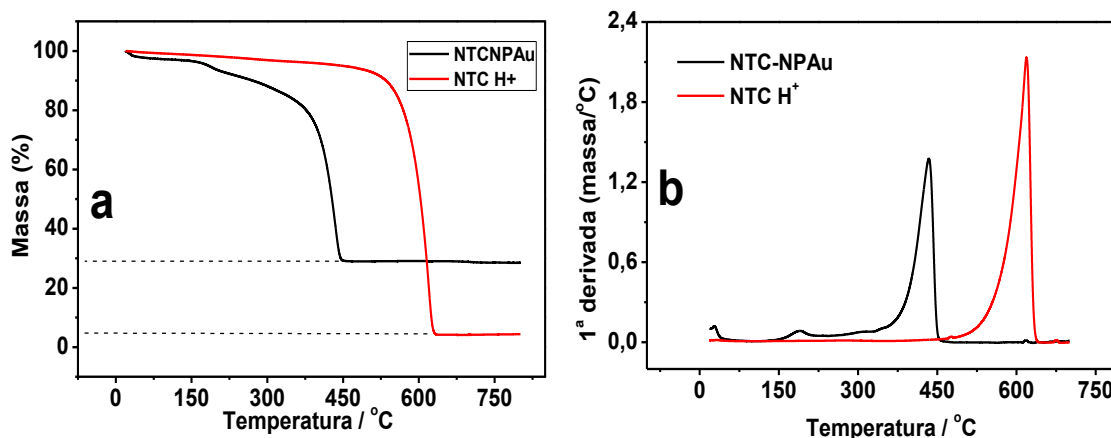 a
Massa (%)
100
80
60
40
20
0
0 150 300 450 600 750
Temperatura / °C
NTCNPAu
NTC H+
b
1ª derivada (massa/°C)
2,4
1,8
1,2
0,6
0,0
0 150 300 450 600 750
Temperatura / °C
NTC-NPAu
NTC H⁺